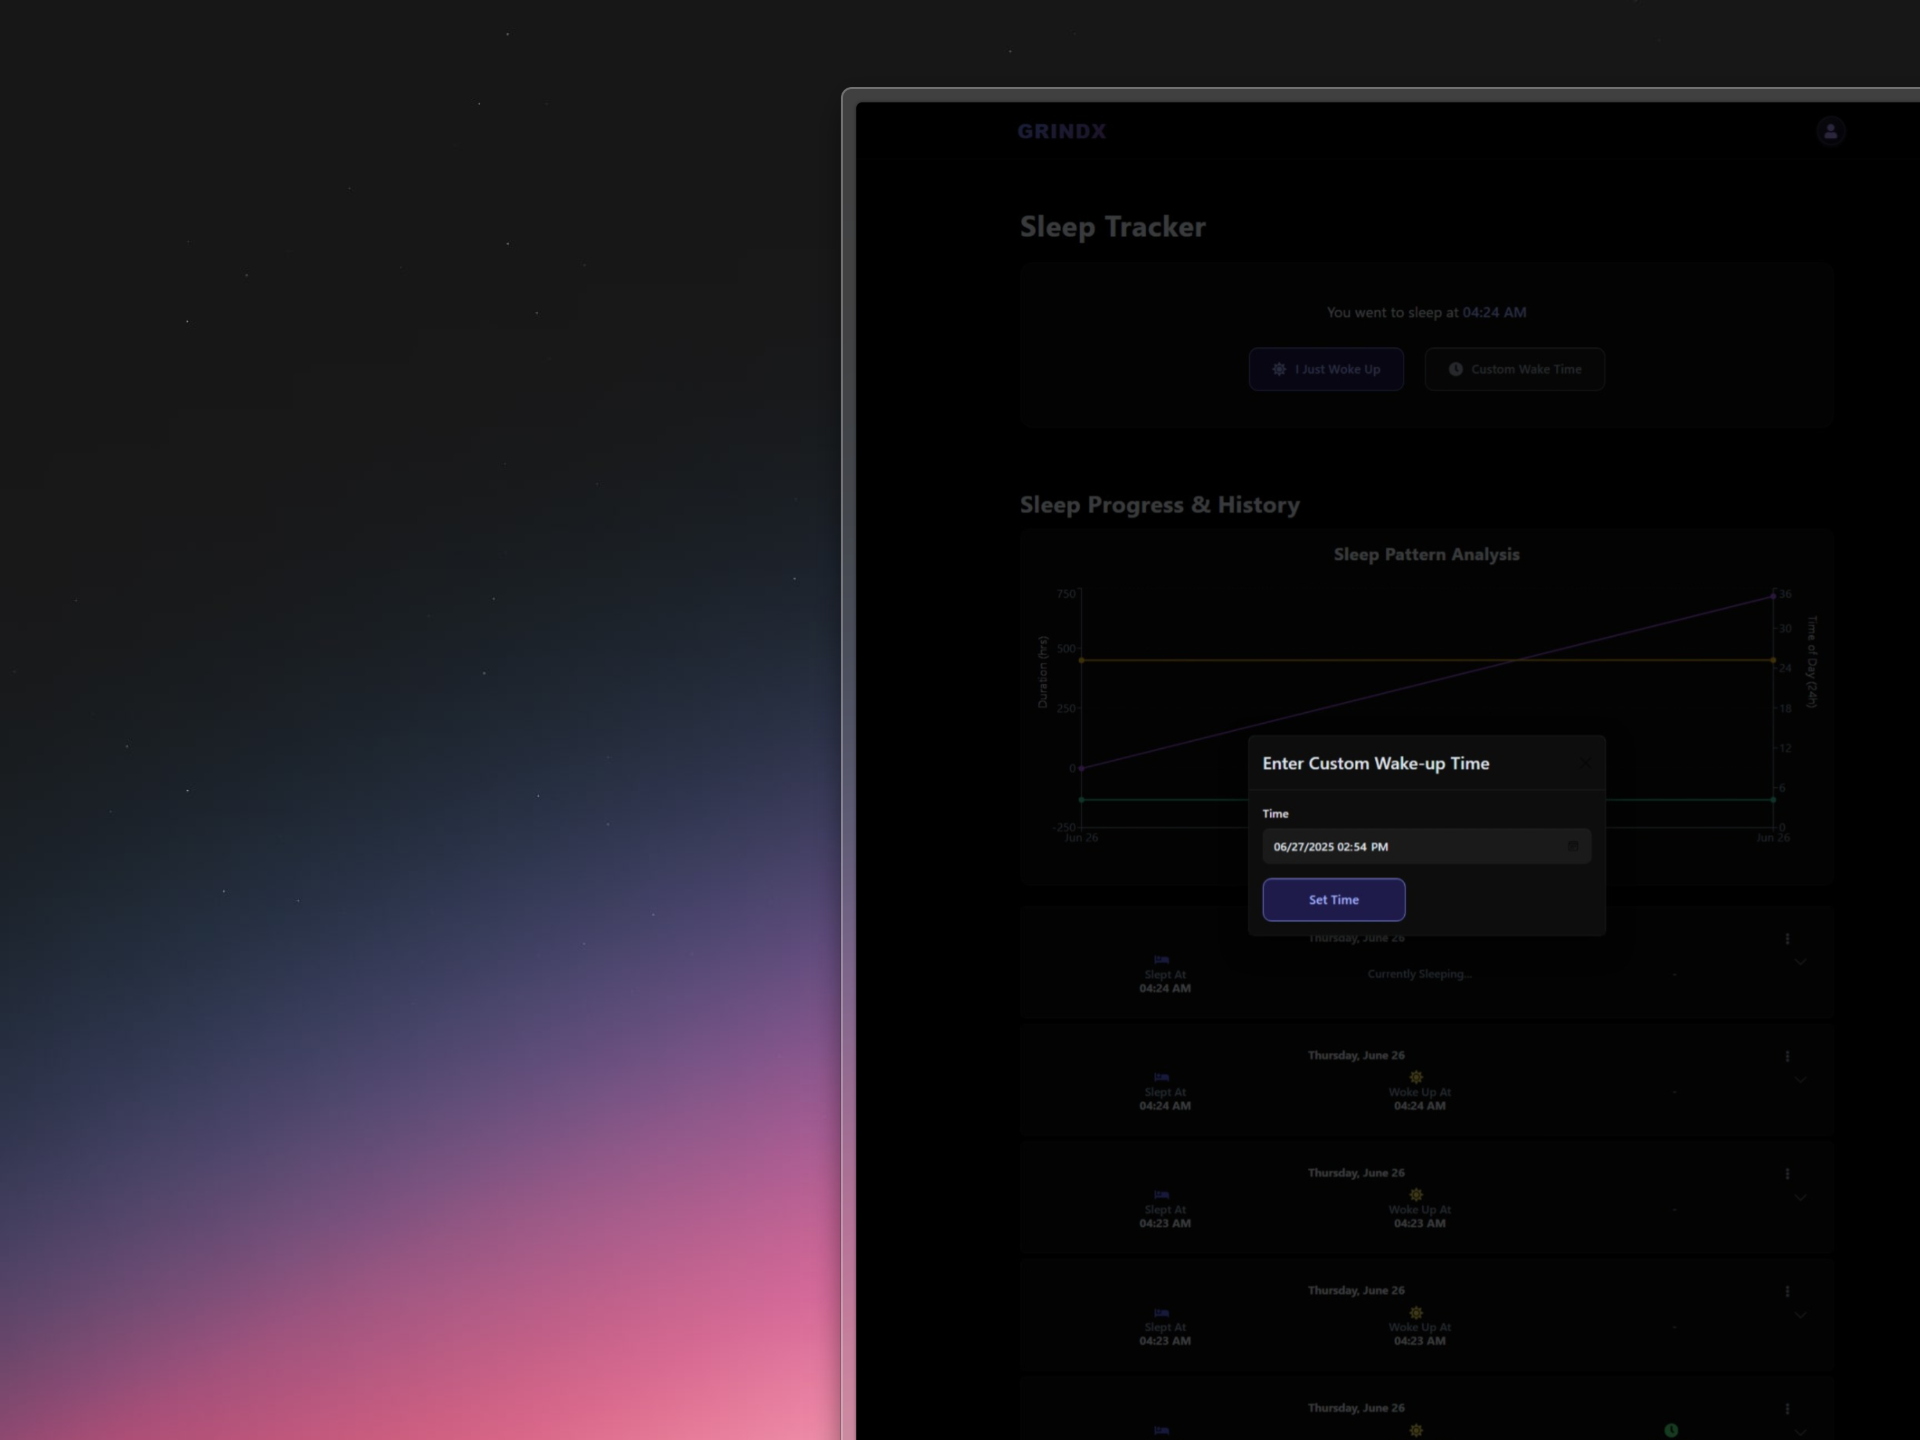 GRINDX
Sleep Tracker
You went to sleep at 04:24 AM
I Just Woke Up
Custom Wake Time
Sleep Progress & History
Sleep Pattern Analysis
750
500
250
0
-250
Duration (hrs)
36
30
24
18
12
6
0
Time of Day (24h)
Jun 26
Jun 26
Enter Custom Wake-up Time
Time
06/27/2025 02:54 PM
Set Time
Thursday, June 26
Slept At
04:24 AM
Currently Sleeping...
-
Thursday, June 26
Slept At
04:24 AM
Woke Up At
04:24 AM
-
Thursday, June 26
Slept At
04:23 AM
Woke Up At
04:23 AM
-
Thursday, June 26
Slept At
04:23 AM
Woke Up At
04:23 AM
-
Thursday, June 26